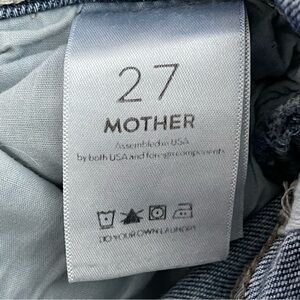 27
MOTHER
Assembled in USA
by both USA and foreign components
DO YOUR OWN LAUNDRY